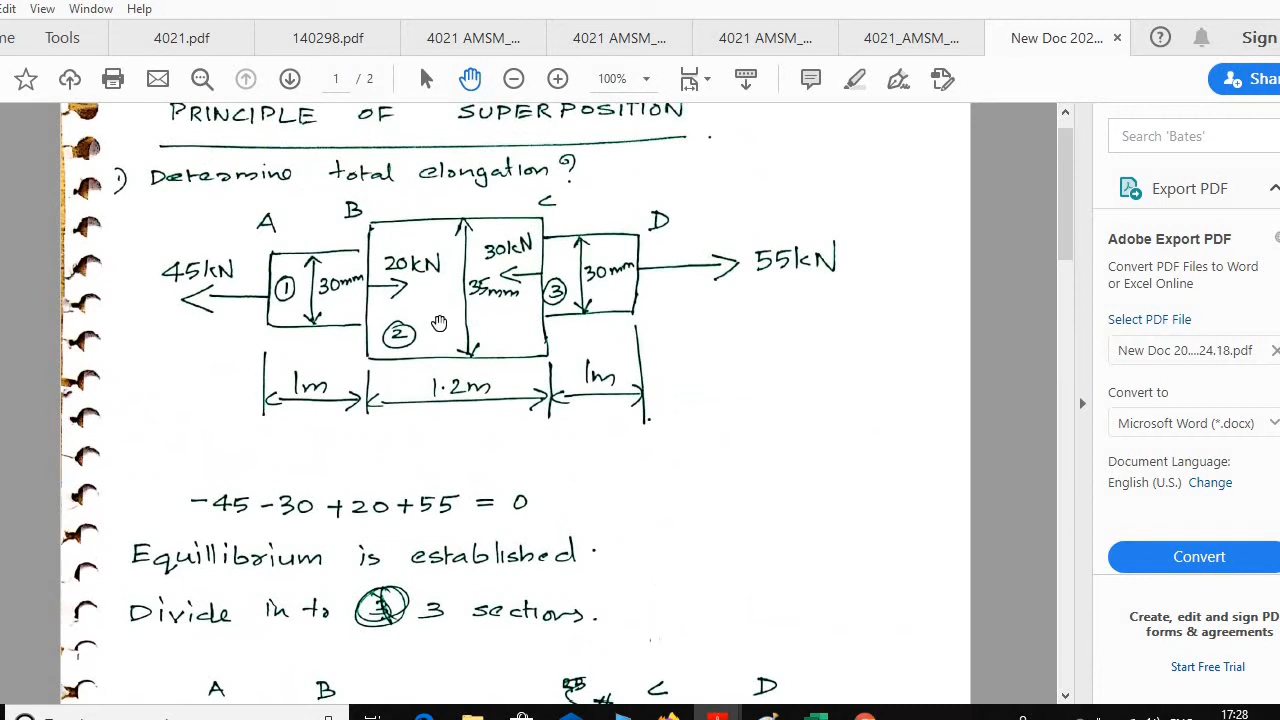 Edit View Window Help
me Tools 4021.pdf 140298.pdf 4021 AMSM_... 4021 AMSM_... 4021 AMSM_... 4021_AMSM_... New Doc 202... × Sign
1 / 2 100% Sha
PRINCIPLE OF SUPERPOSITION
1) Determine total elongation?
A B C D
45kN 1 30mm 20kN 2 35mm 30kN 3 30mm 55kN
1m 1.2m 1m
-45-30+20+55 = 0
Equillibrium is established.
Divide in to 3 sections.
A B C D
Search 'Bates'
Export PDF
Adobe Export PDF
Convert PDF Files to Word
or Excel Online
Select PDF File
New Doc 20....24.18.pdf ×
Convert to
Microsoft Word (*.docx)
Document Language:
English (U.S.) Change
Convert
Create, edit and sign PD
forms & agreements
Start Free Trial
17:28